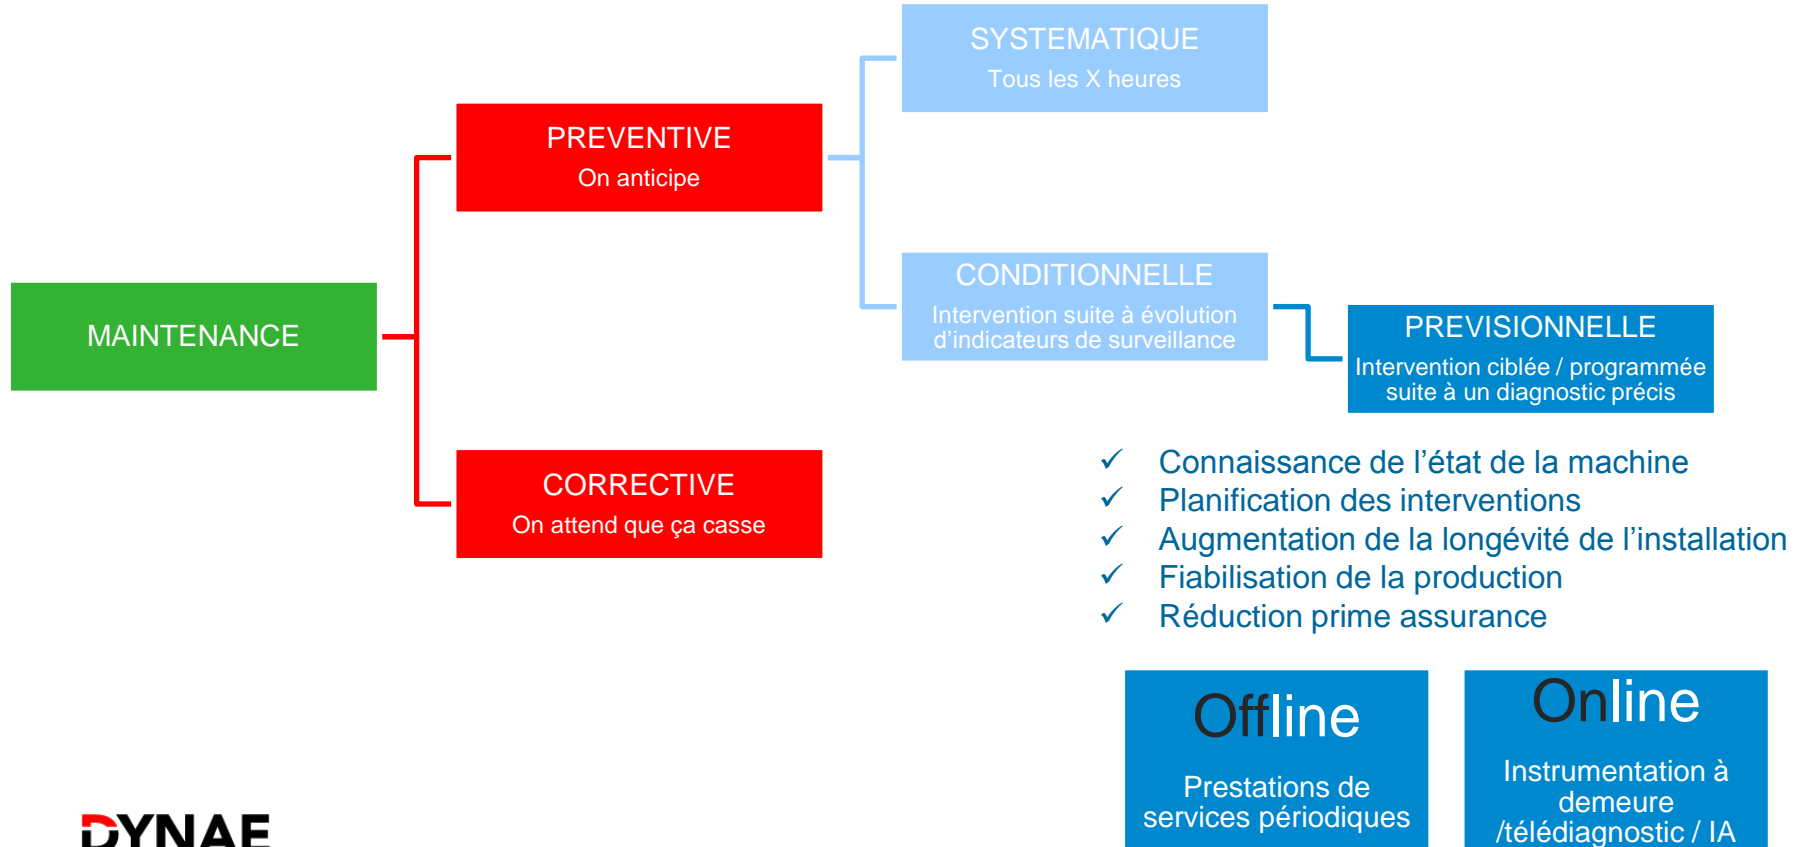 SYSTEMATIQUE
Tous les X heures
PREVENTIVE
On anticipe
CONDITIONNELLE
Intervention suite à évolution
d’indicateurs de surveillance
MAINTENANCE
PREVISIONNELLE
Intervention ciblée / programmée
suite à un diagnostic précis
CORRECTIVE
On attend que ça casse
✓ Connaissance de l’état de la machine
✓ Planification des interventions
✓ Augmentation de la longévité de l’installation
✓ Fiabilisation de la production
✓ Réduction prime assurance
Offline
Prestations de
services périodiques
Online
Instrumentation à
demeure
/télédiagnostic / IA
DYNAE